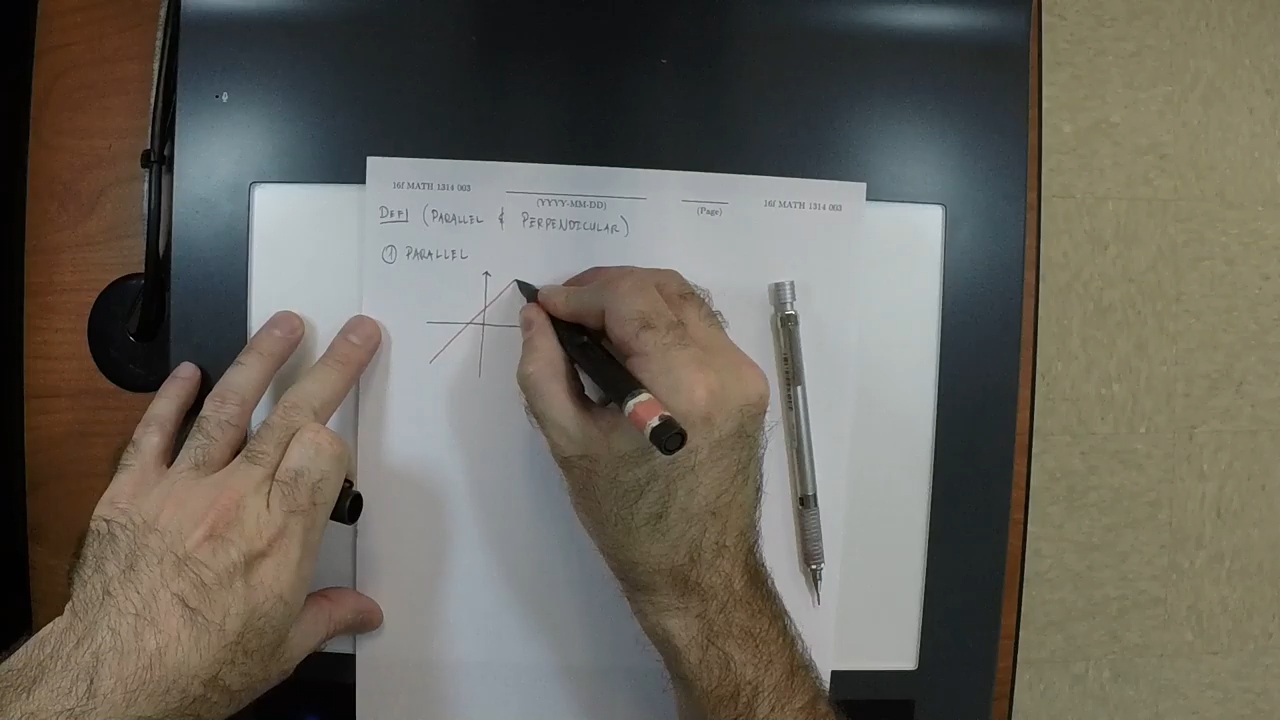 16f MATH 1314 003
(YYYY-MM-DD)
(Page)
16f MATH 1314 003
DEF (PARALLEL & PERPENDICULAR)
① PARALLEL